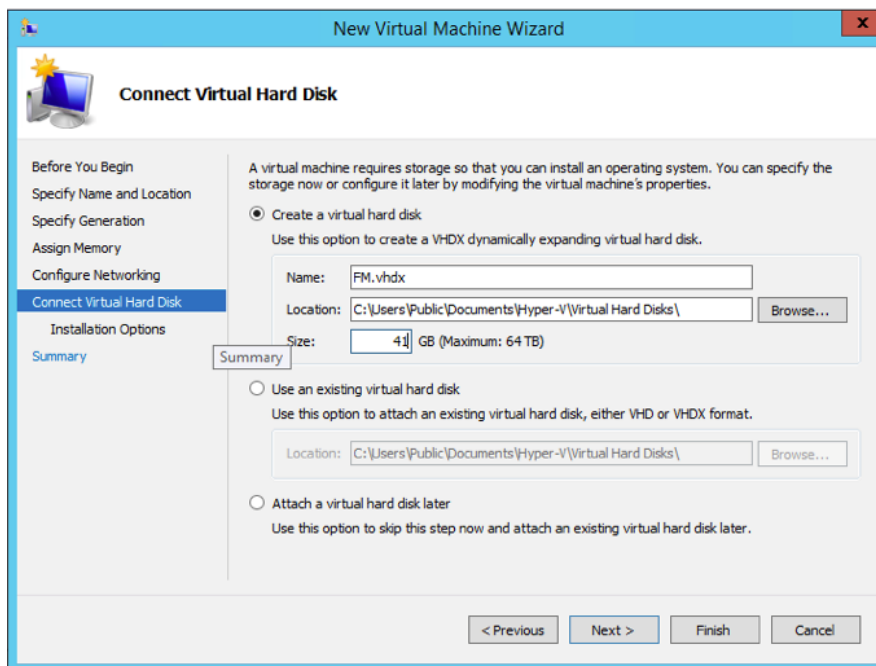 New Virtual Machine Wizard
x
Connect Virtual Hard Disk
Before You Begin
Specify Name and Location
Specify Generation
Assign Memory
Configure Networking
Connect Virtual Hard Disk
Installation Options
Summary
Summary
A virtual machine requires storage so that you can install an operating system. You can specify the
storage now or configure it later by modifying the virtual machine's properties.
Create a virtual hard disk
Use this option to create a VHDX dynamically expanding virtual hard disk.
Name: FM.vhdx
Location: C:\Users\Public\Documents\Hyper-V\Virtual Hard Disks\ Browse...
Size: 41 GB (Maximum: 64 TB)
Use an existing virtual hard disk
Use this option to attach an existing virtual hard disk, either VHD or VHDX format.
Location: C:\Users\Public\Documents\Hyper-V\Virtual Hard Disks\ Browse...
Attach a virtual hard disk later
Use this option to skip this step now and attach an existing virtual hard disk later.
< Previous Next > Finish Cancel